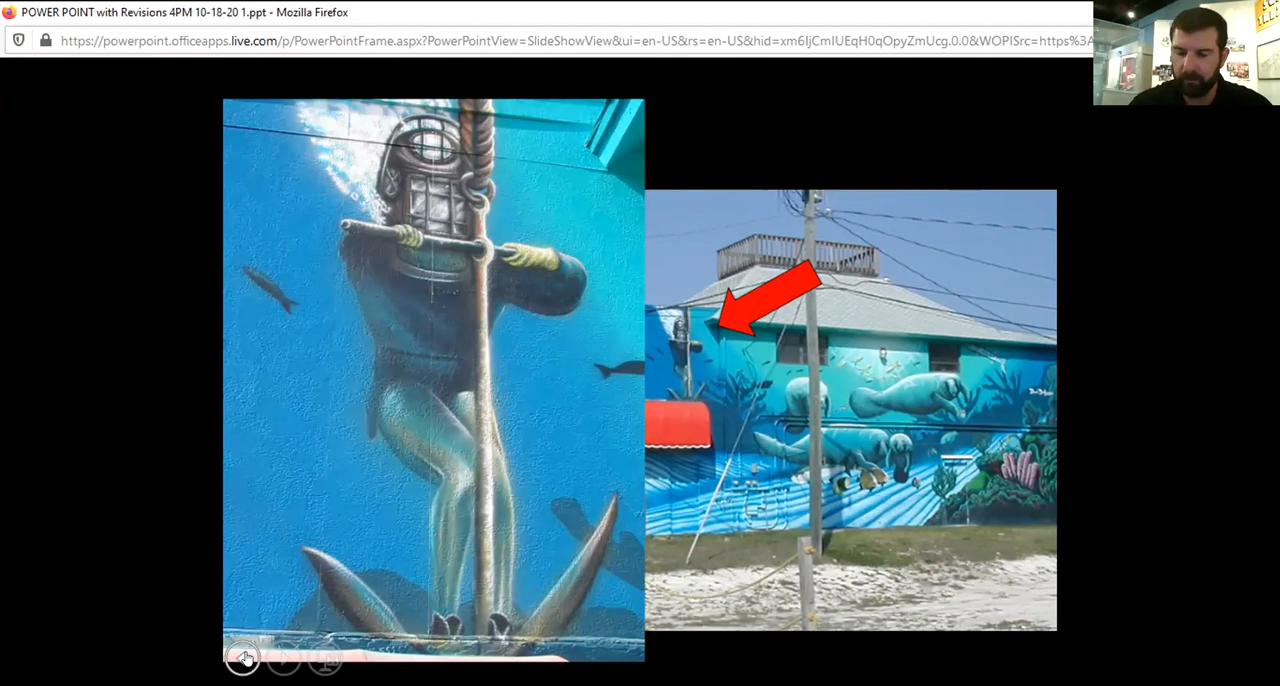 POWER POINT with Revisions 4PM 10-18-20 1.ppt - Mozilla Firefox
https://powerpoint.officeapps.live.com/p/PowerPointFrame.aspx?PowerPointView=SlideShowView&ui=en-US&rs=en-US&hid=xm6IjCmIUEqH0qOpyZmUcg.0.0&WOPISrc=https%3A